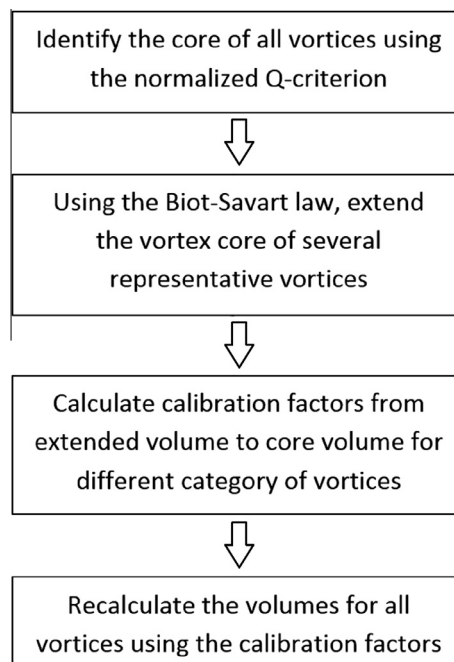 Identify the core of all vortices using
the normalized Q-criterion
Using the Biot-Savart law, extend
the vortex core of several
representative vortices
Calculate calibration factors from
extended volume to core volume for
different category of vortices
Recalculate the volumes for all
vortices using the calibration factors